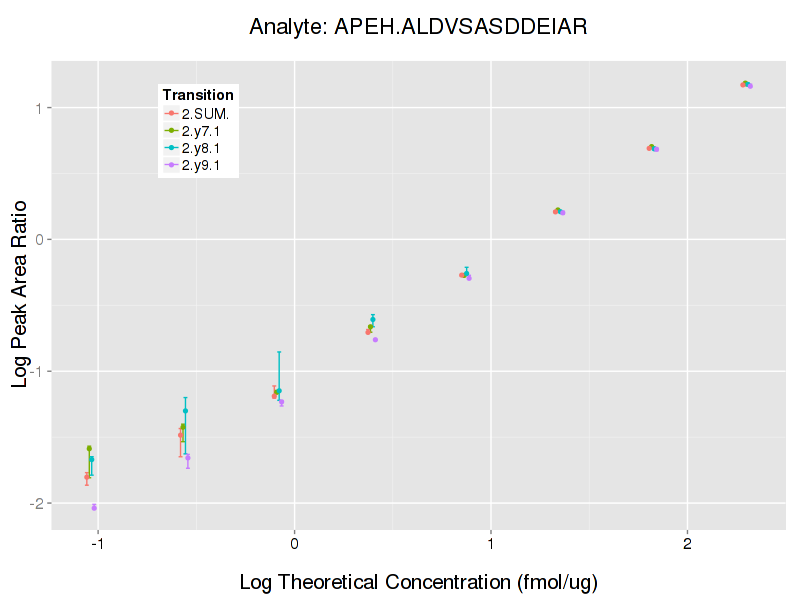 Analyte: APEH.ALDVSASDDEIAR
Log Peak Area Ratio
1
0
-1
-2
Transition
2.SUM.
2.y7.1
2.y8.1
2.y9.1
-1 0 1 2
Log Theoretical Concentration (fmol/ug)